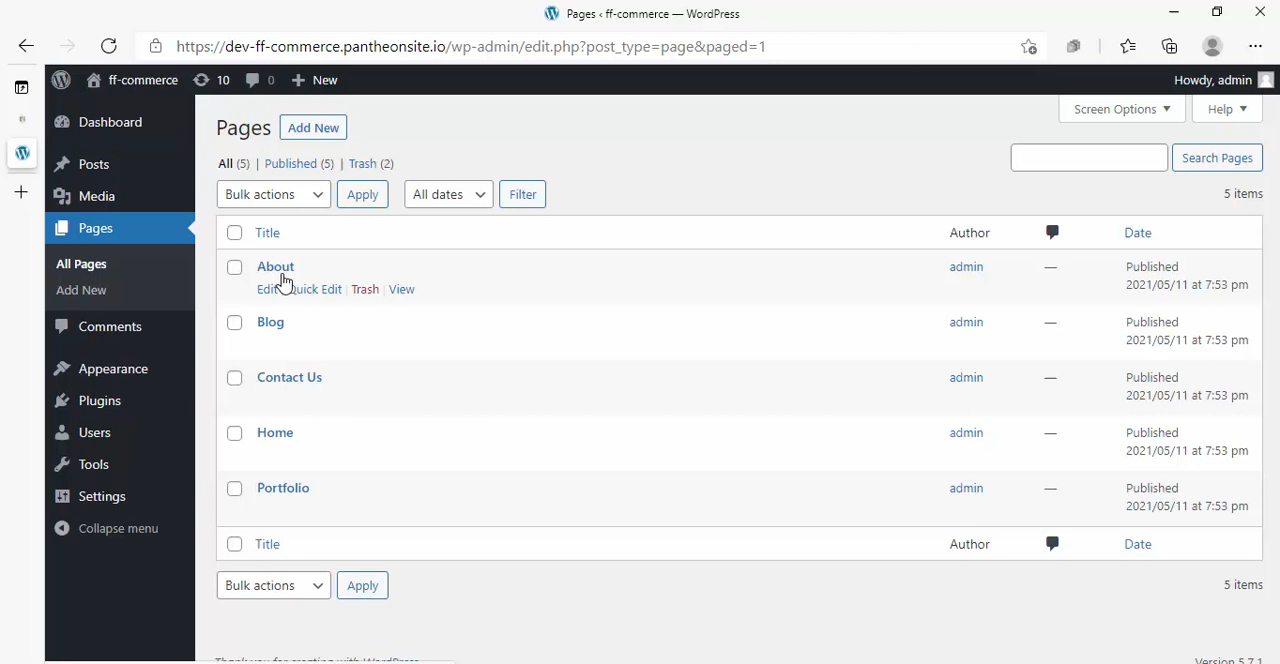 Pages ‹ ff-commerce — WordPress
https://dev-ff-commerce.pantheonsite.io/wp-admin/edit.php?post_type=page&paged=1
ff-commerce 10 0 New Howdy, admin
Screen Options Help
Dashboard
Posts
Media
Pages
All Pages
Add New
Comments
Appearance
Plugins
Users
Tools
Settings
Collapse menu
Pages Add New
All (5) | Published (5) | Trash (2)
Search Pages
Bulk actions Apply All dates Filter 5 items
Title Author Date
About admin — Published
Edit Quick Edit | Trash | View 2021/05/11 at 7:53 pm
Blog admin — Published
2021/05/11 at 7:53 pm
Contact Us admin — Published
2021/05/11 at 7:53 pm
Home admin — Published
2021/05/11 at 7:53 pm
Portfolio admin — Published
2021/05/11 at 7:53 pm
Title Author Date
Bulk actions Apply 5 items
Thank you for creating with WordPress Version 5.7.1